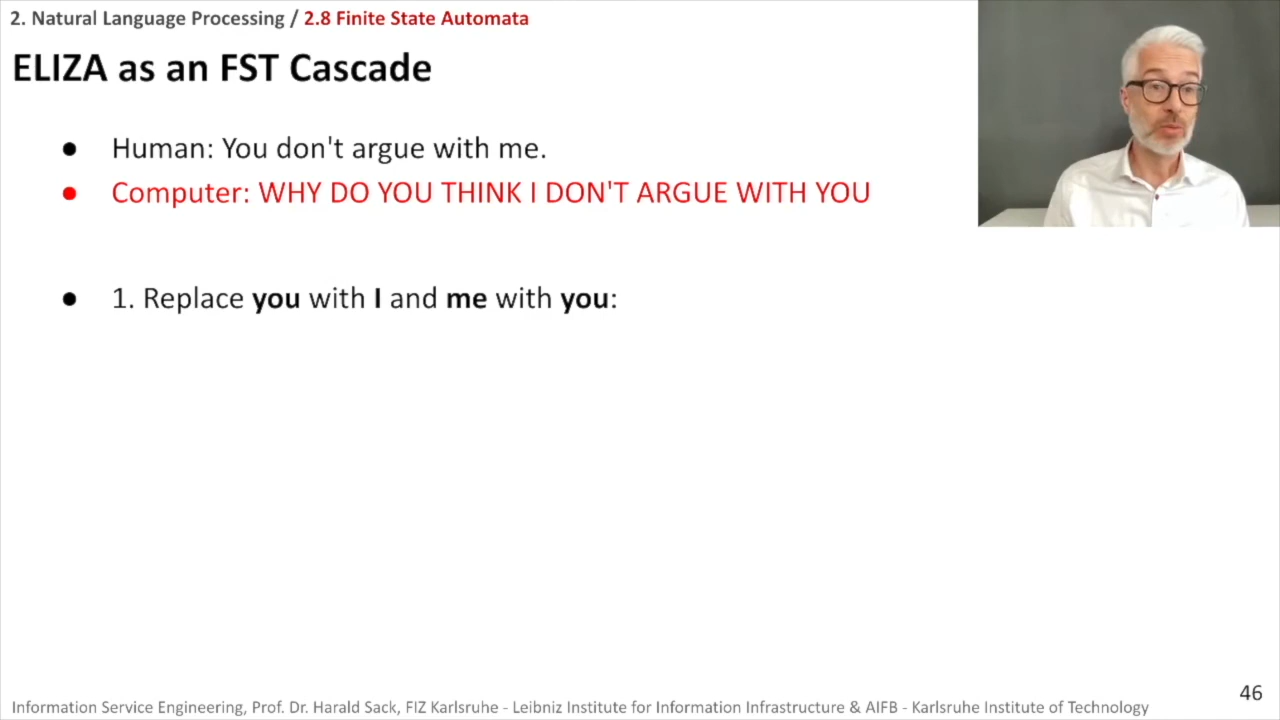 2. Natural Language Processing / 2.8 Finite State Automata
ELIZA as an FST Cascade
● Human: You don't argue with me.
● Computer: WHY DO YOU THINK I DON'T ARGUE WITH YOU
● 1. Replace you with I and me with you:
46
Information Service Engineering, Prof. Dr. Harald Sack, FIZ Karlsruhe - Leibniz Institute for Information Infrastructure & AIFB - Karlsruhe Institute of Technology